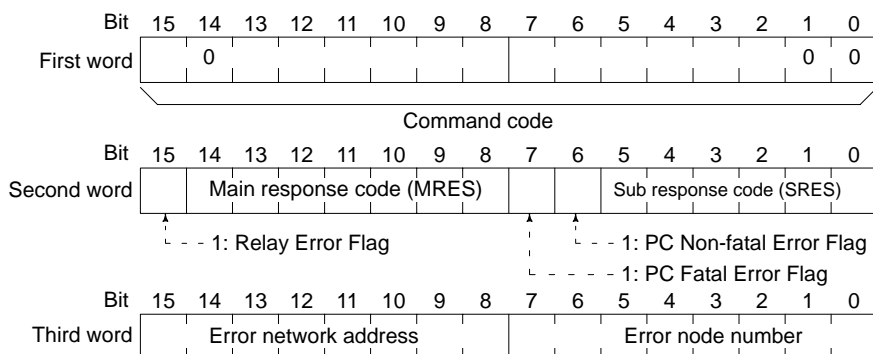 Bit 15 14 13 12 11 10 9 8 7 6 5 4 3 2 1 0
First word 0 0 0
Command code
Bit 15 14 13 12 11 10 9 8 7 6 5 4 3 2 1 0
Second word Main response code (MRES) Sub response code (SRES)
1: Relay Error Flag 1: PC Non-fatal Error Flag
1: PC Fatal Error Flag
Bit 15 14 13 12 11 10 9 8 7 6 5 4 3 2 1 0
Third word Error network address Error node number